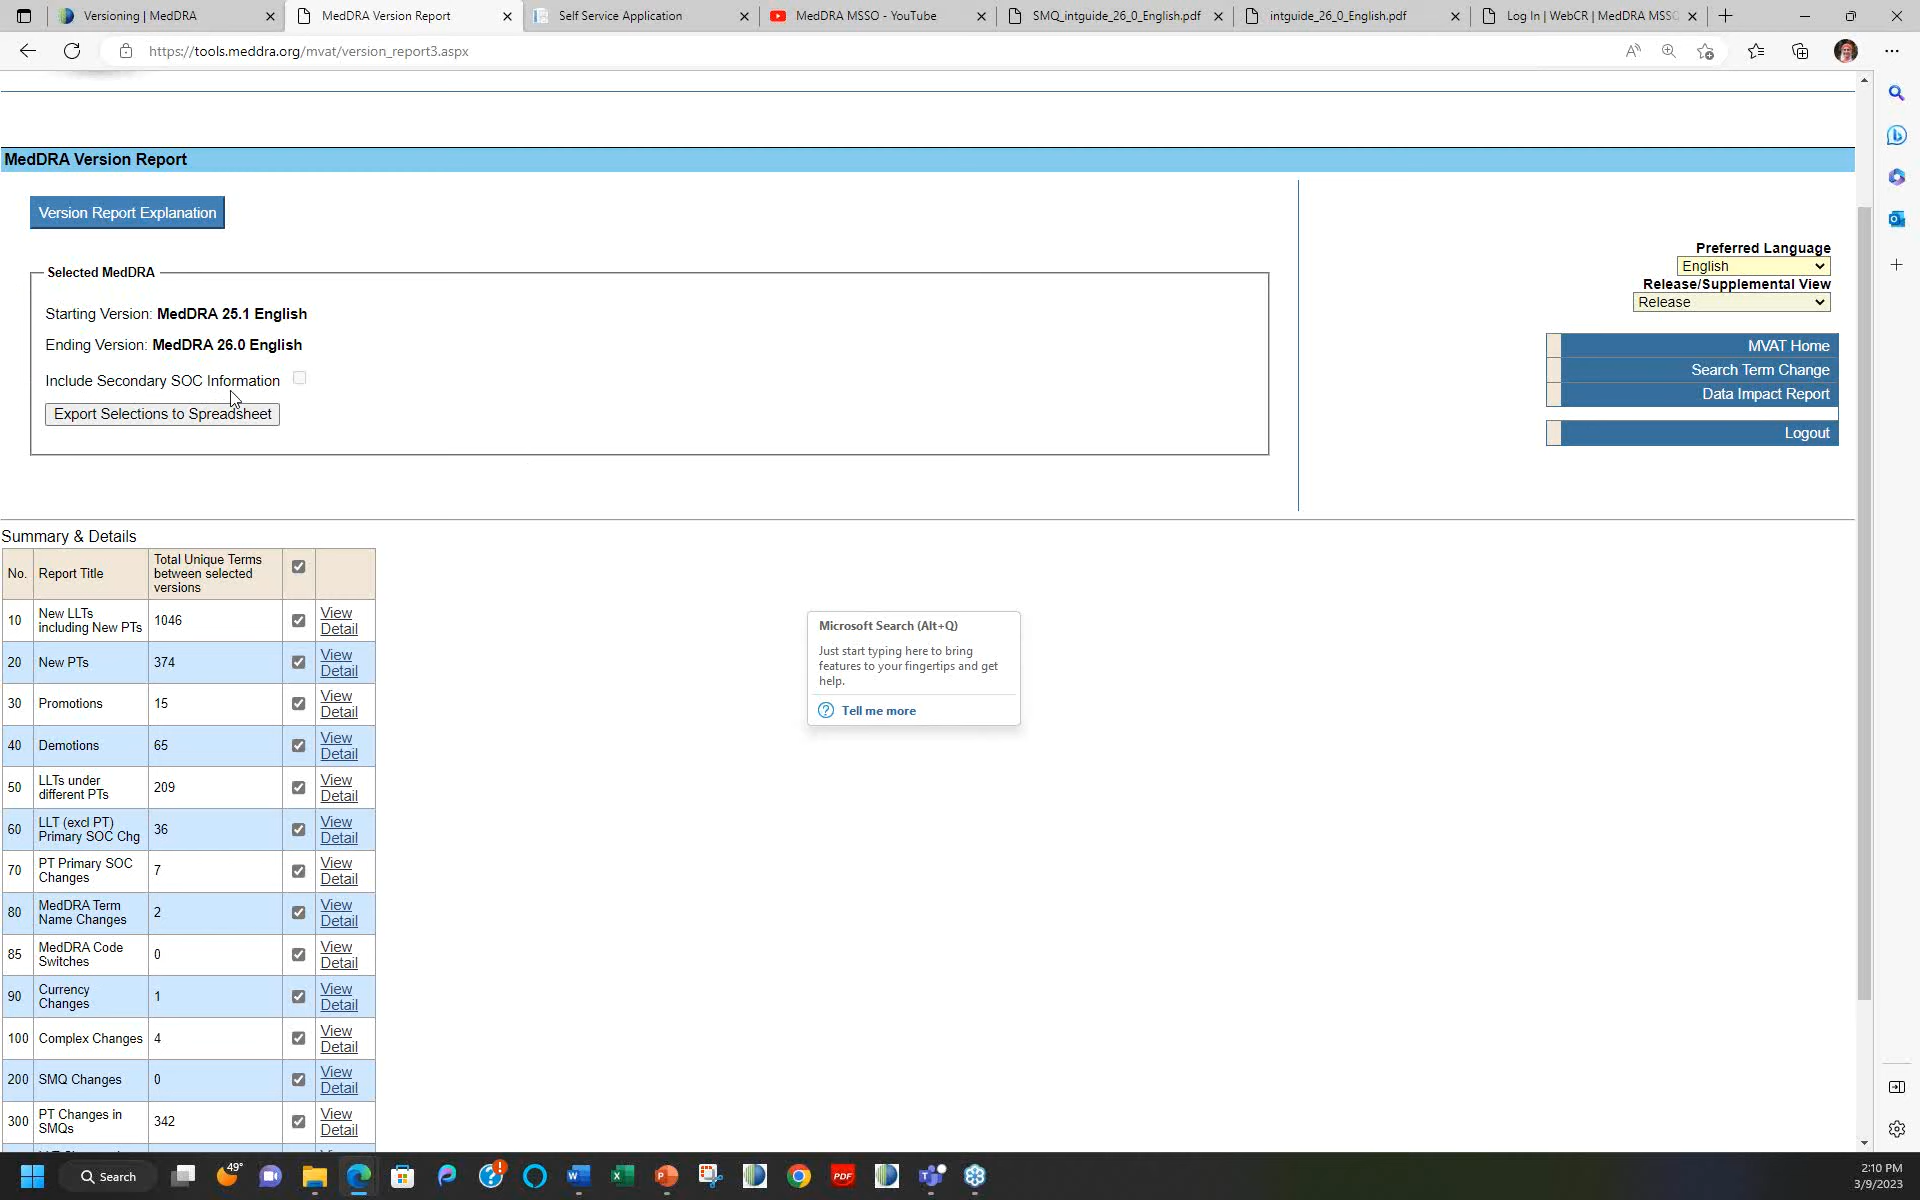 Versioning | MedDRA
MedDRA Version Report
Self Service Application
MedDRA MSSO - YouTube
SMQ_intguide_26_0_English.pdf
intguide_26_0_English.pdf
Log In | WebCR | MedDRA MSSO
https://tools.meddra.org/mvat/version_report3.aspx
MedDRA Version Report
Version Report Explanation
Selected MedDRA
Starting Version: MedDRA 25.1 English
Ending Version: MedDRA 26.0 English
Include Secondary SOC Information
Export Selections to Spreadsheet
Preferred Language
English
Release/Supplemental View
Release
MVAT Home
Search Term Change
Data Impact Report
Logout
Summary & Details
No.
Report Title
Total Unique Terms
between selected
versions
10
New LLTs
including New PTs
1046
View
Detail
20
New PTs
374
View
Detail
30
Promotions
15
View
Detail
40
Demotions
65
View
Detail
50
LLTs under
different PTs
209
View
Detail
60
LLT (excl PT)
Primary SOC Chg
36
View
Detail
70
PT Primary SOC
Changes
7
View
Detail
80
MedDRA Term
Name Changes
2
View
Detail
85
MedDRA Code
Switches
0
View
Detail
90
Currency
Changes
1
View
Detail
100
Complex Changes
4
View
Detail
200
SMQ Changes
0
View
Detail
300
PT Changes in
SMQs
342
View
Detail
Microsoft Search (Alt+Q)
Just start typing here to bring
features to your fingertips and get
help.
Tell me more
Search
49°
PDF
2:10 PM
3/9/2023